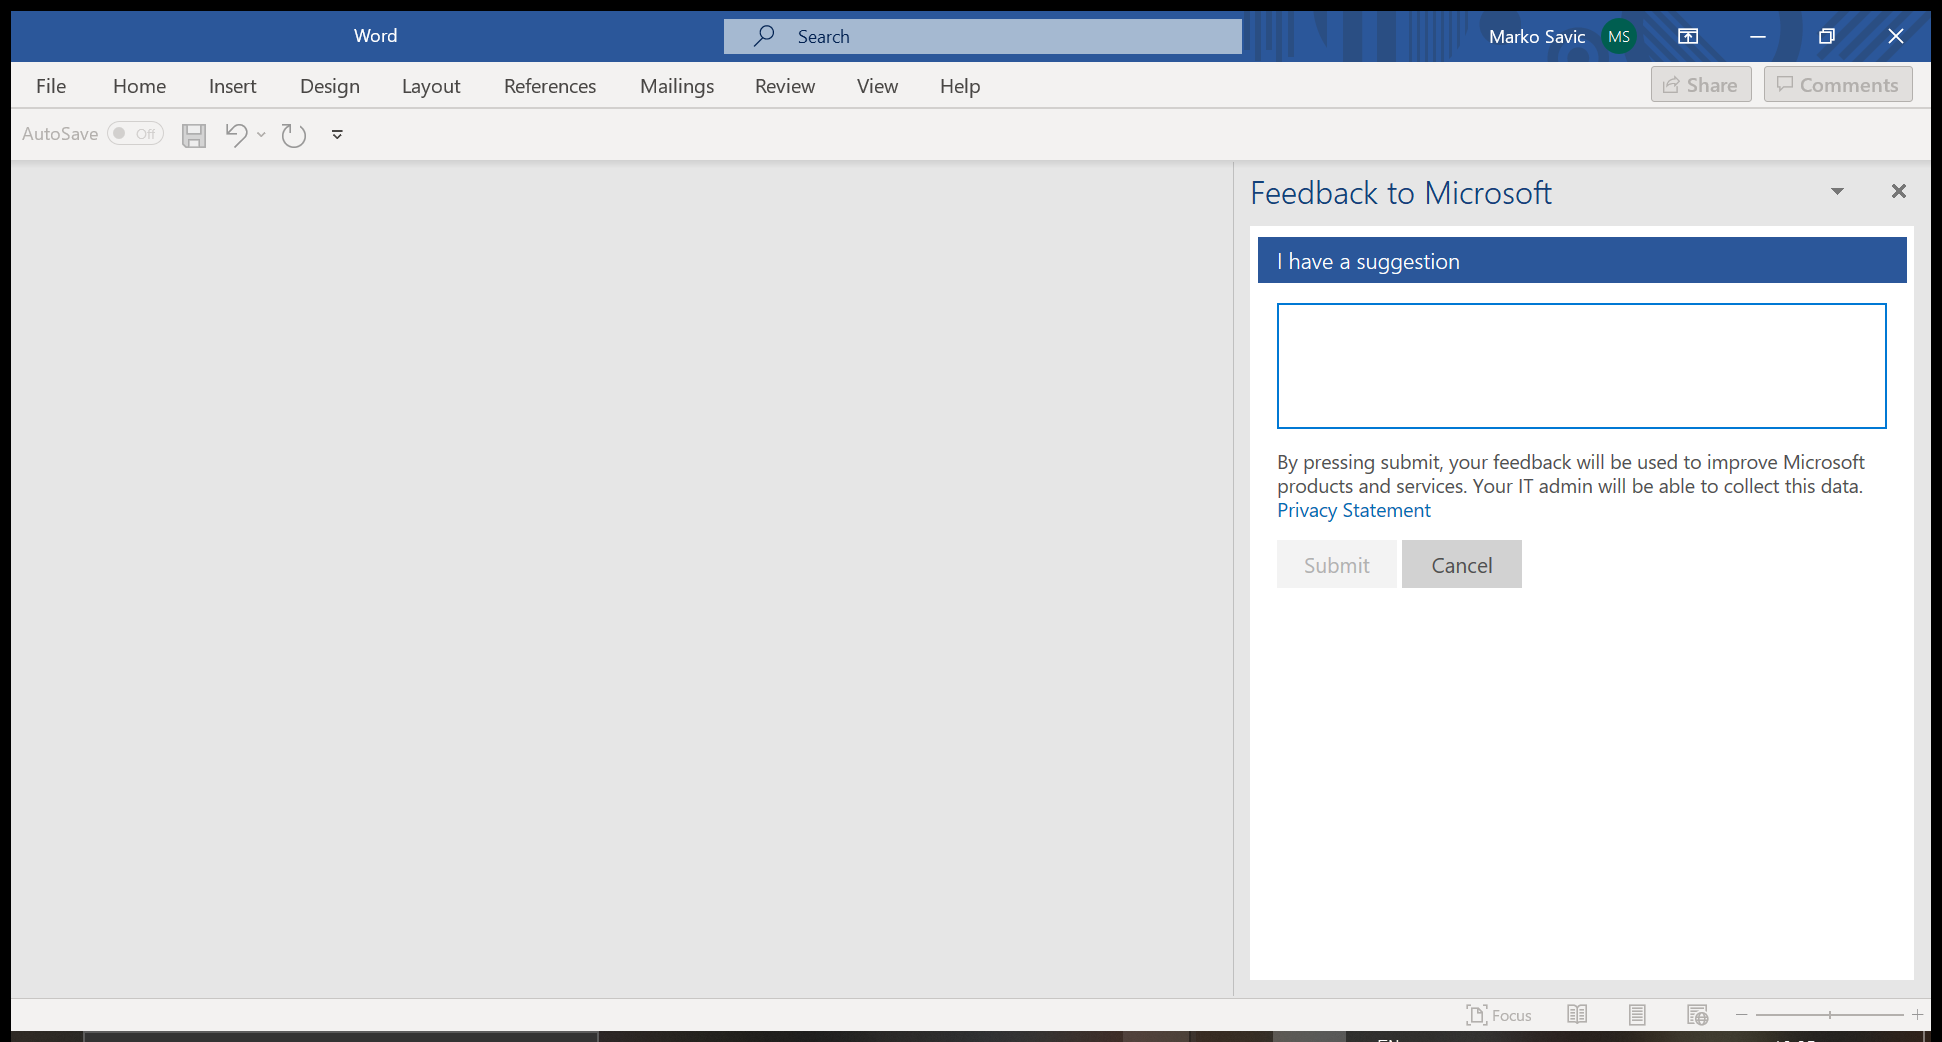 Word
Search
Marko Savic MS
File Home Insert Design Layout References Mailings Review View Help Share Comments
AutoSave Off
Feedback to Microsoft
I have a suggestion
By pressing submit, your feedback will be used to improve Microsoft
products and services. Your IT admin will be able to collect this data.
Privacy Statement
Submit Cancel
Focus